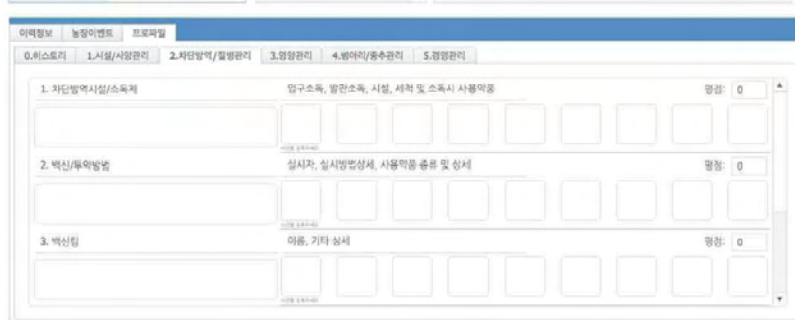 이력정보 농장이벤트 프로파일
0.히스토리 1.시설/사양관리 2.차단방역/질병관리 3.영양관리 4.병아리/중추관리 5.경영관리
1. 차단방역시설/소독제 입구소독, 발판소독, 시설, 세척 및 소독시 사용약품 평점: 0
2. 백신/투약방법 실시자, 실시방법상세, 사용약품 종류 및 상세 평점: 0
3. 백신팀 이름, 기타 상세 평점: 0